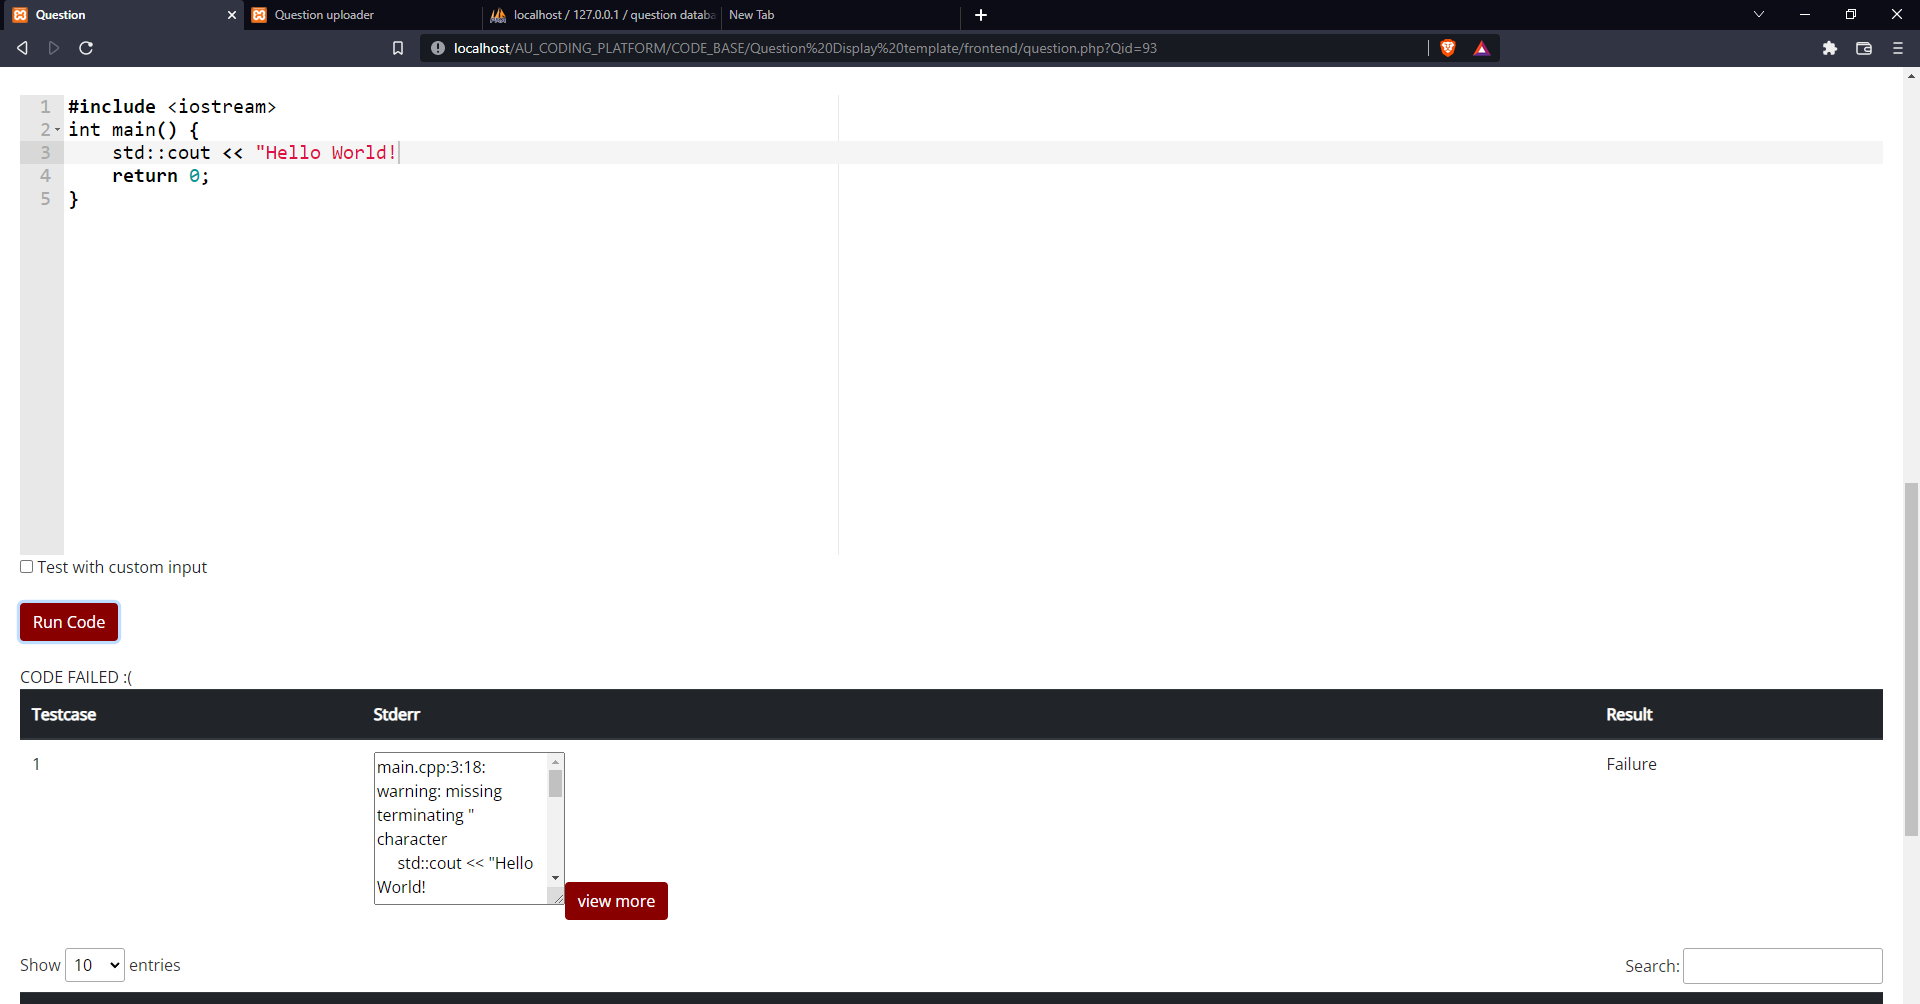 Question
Question uploader
localhost / 127.0.0.1 / question databa
New Tab
localhost/AU_CODING_PLATFORM/CODE_BASE/Question%20Display%20template/frontend/question.php?Qid=93
1 #include <iostream>
2 int main() {
3     std::cout << "Hello World!
4     return 0;
5 }
Test with custom input
Run Code
CODE FAILED :(
Testcase Stderr Result
1
main.cpp:3:18:
warning: missing
terminating "
character
std::cout << "Hello
World!
view more
Failure
Show 10 entries
Search: